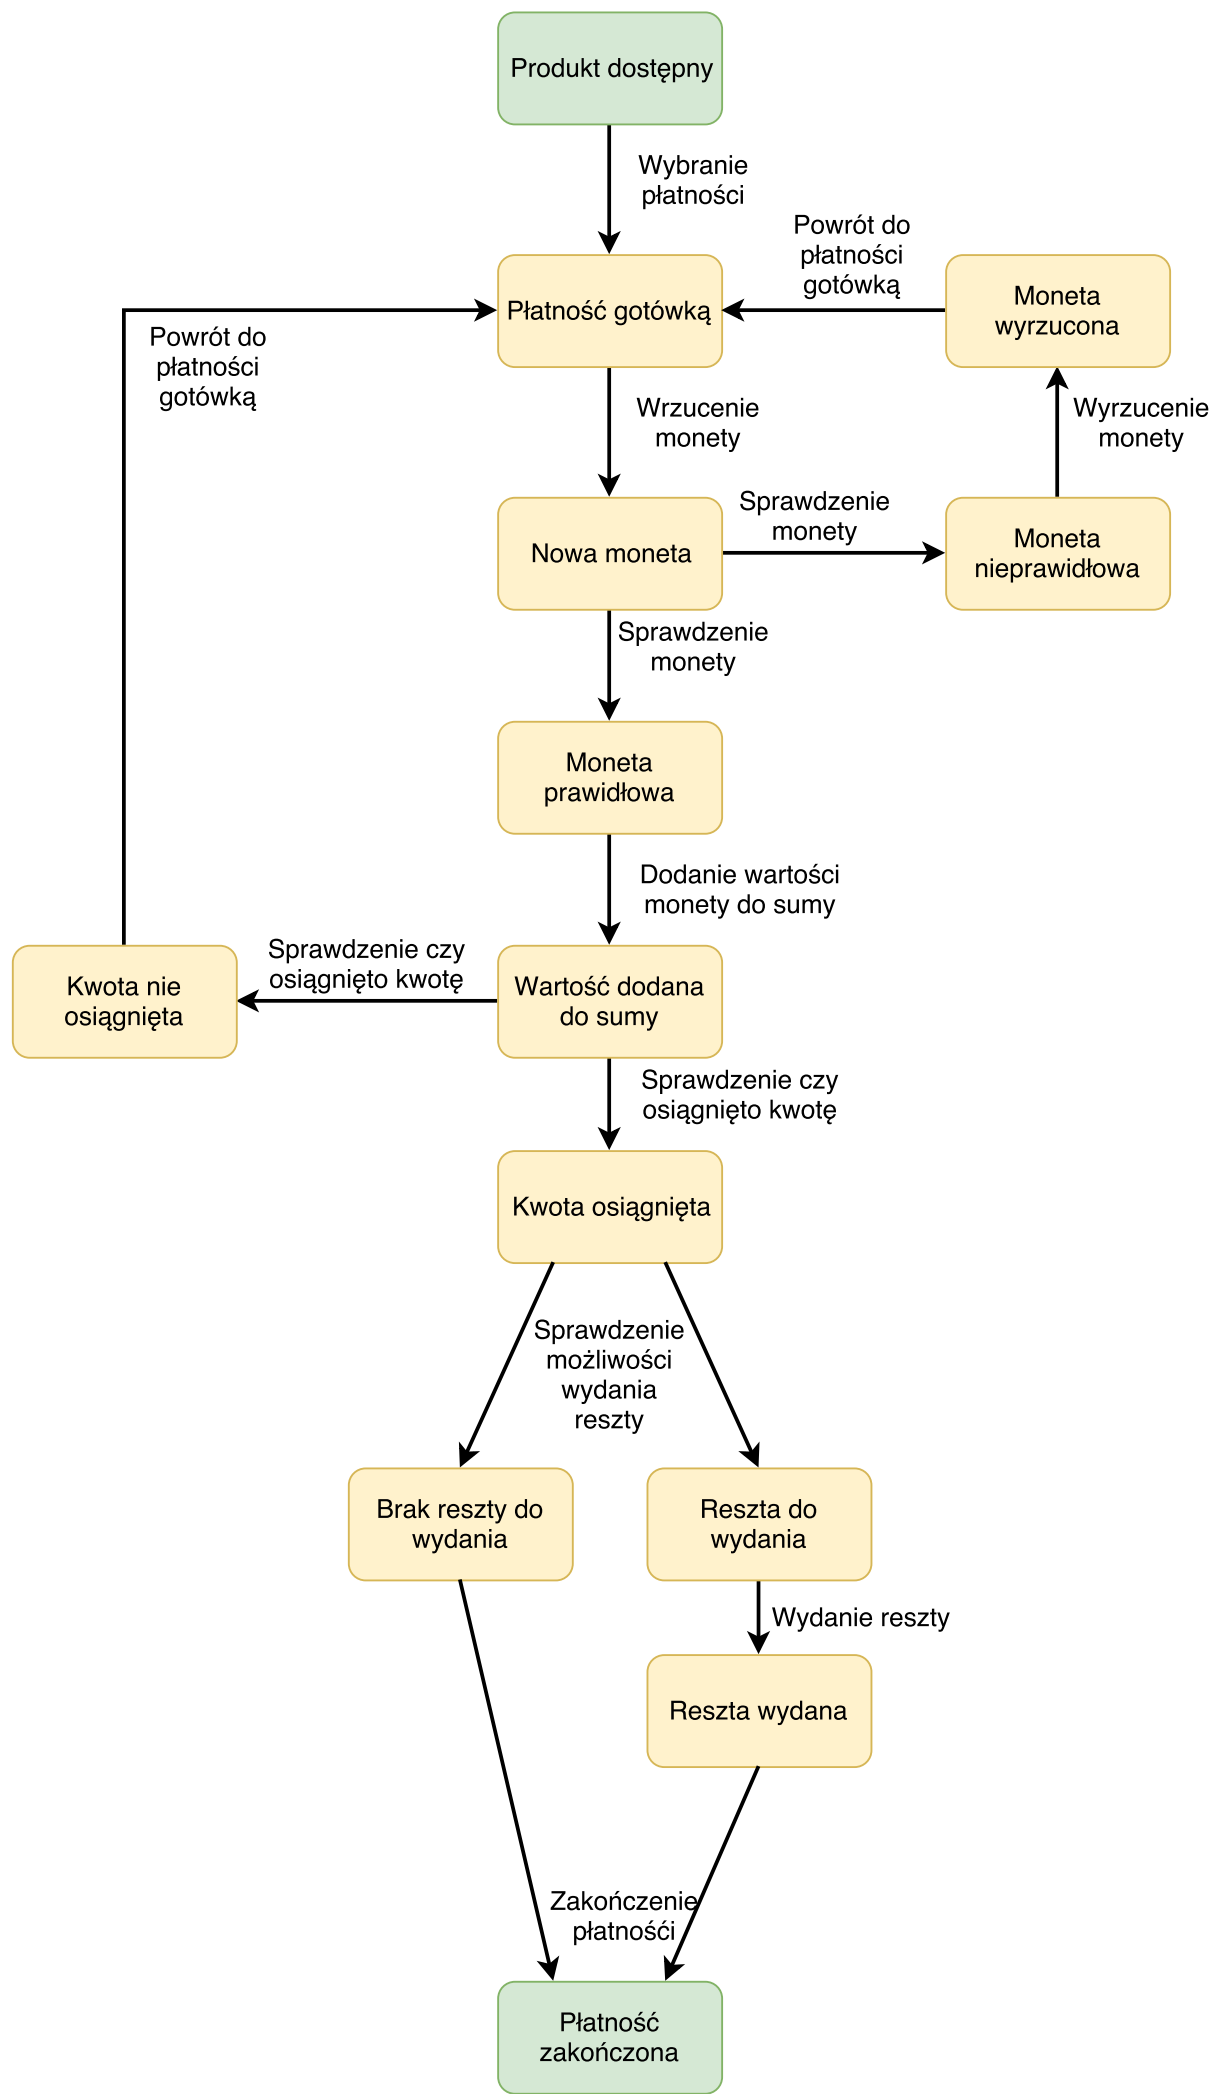 Produkt dostępny
Wybranie
płatności
Powrót do
płatności
gotówką
Płatność gotówką
Moneta
wyrzucona
Powrót do
płatności
gotówką
Wrzucenie
monety
Wyrzucenie
monety
Sprawdzenie
monety
Nowa moneta
Moneta
nieprawidłowa
Sprawdzenie
monety
Moneta
prawidłowa
Dodanie wartości
monety do sumy
Sprawdzenie czy
osiągnięto kwotę
Kwota nie
osiągnięta
Wartość dodana
do sumy
Sprawdzenie czy
osiągnięto kwotę
Kwota osiągnięta
Sprawdzenie
możliwości
wydania
reszty
Brak reszty do
wydania
Reszta do
wydania
Wydanie reszty
Reszta wydana
Zakończenie
płatnośći
Płatność
zakończona